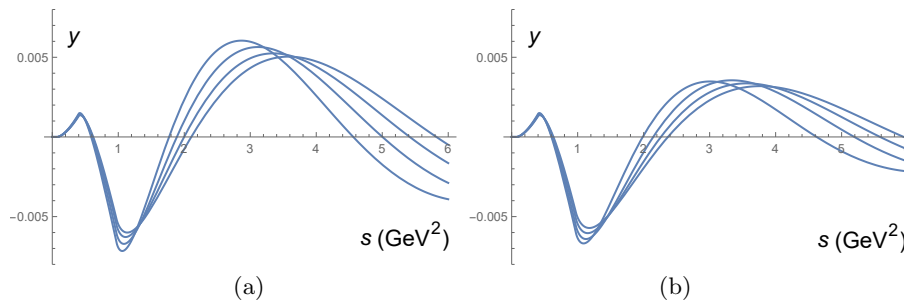 y
0.005
1 2 3 4 5 6
-0.005
s (GeV²)
(a)
y
0.005
1 2 3 4 5
-0.005
s (GeV²)
(b)